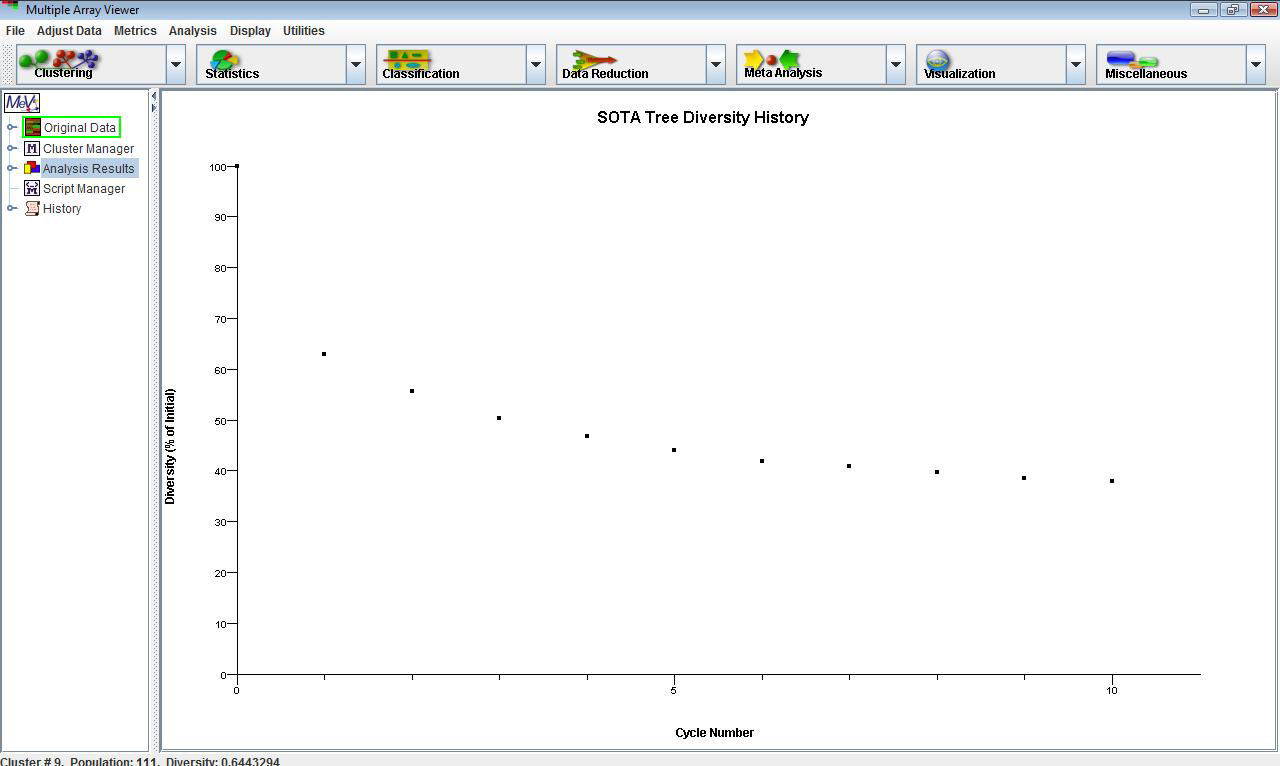 Multiple Array Viewer
File Adjust Data Metrics Analysis Display Utilities
Clustering Statistics Classification Data Reduction Meta Analysis Visualization Miscellaneous
MeV
Original Data
M Cluster Manager
Analysis Results
Script Manager
History
SOTA Tree Diversity History
100
90
80
70
60
50
40
30
20
10
0
Diversity (% of Initial)
0 5 10
Cycle Number
Cluster # 9, Population: 111, Diversity: 0.6443294